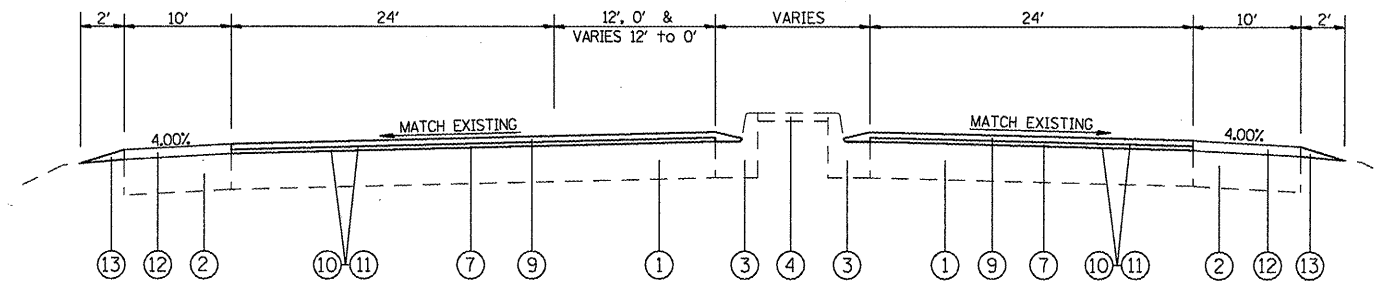 2' 10' 24' 12', 0' & VARIES 24' 10' 2'
VARIES 12' to 0'
MATCH EXISTING MATCH EXISTING
4.00% 4.00%
13 12 2 10 11 7 9 1 3 4 3 1 9 7 10 11 2 12 13